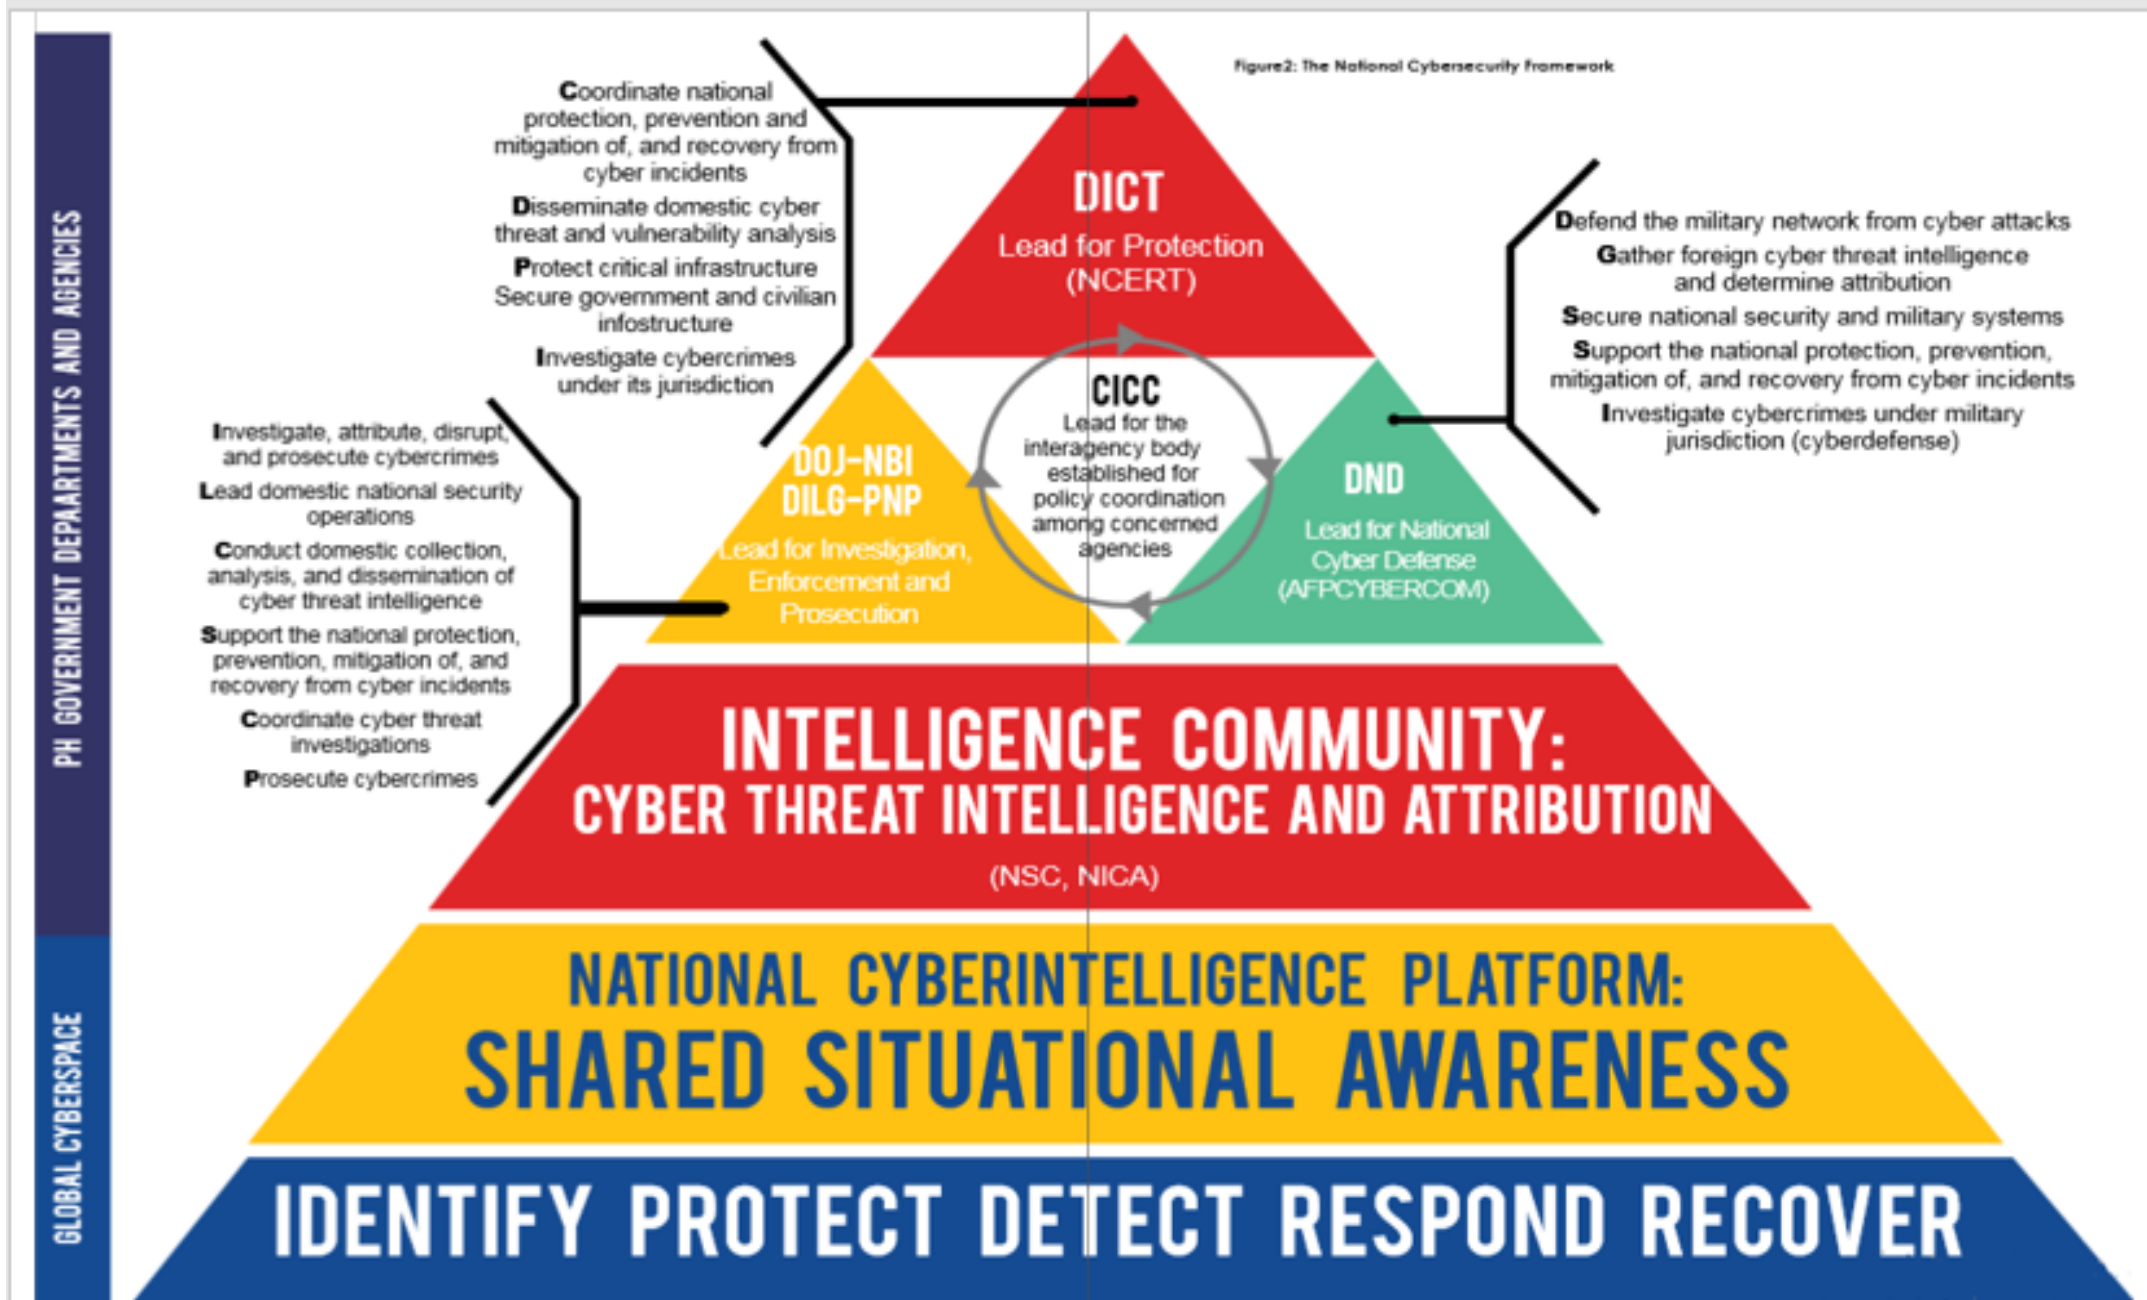 Figure2: The National Cybersecurity Framework
PH GOVERNMENT DEPARTMENTS AND AGENCIES
GLOBAL CYBERSPACE
Coordinate national
protection, prevention and
mitigation of, and recovery from
cyber incidents
Disseminate domestic cyber
threat and vulnerability analysis
Protect critical infrastructure
Secure government and civilian
infostructure
Investigate cybercrimes
under its jurisdiction
DICT
Lead for Protection
(NCERT)
Defend the military network from cyber attacks
Gather foreign cyber threat intelligence
and determine attribution
Secure national security and military systems
Support the national protection, prevention,
mitigation of, and recovery from cyber incidents
Investigate cybercrimes under military
jurisdiction (cyberdefense)
Investigate, attribute, disrupt,
and prosecute cybercrimes
Lead domestic national security
operations
Conduct domestic collection,
analysis, and dissemination of
cyber threat intelligence
Support the national protection,
prevention, mitigation of, and
recovery from cyber incidents
Coordinate cyber threat
investigations
Prosecute cybercrimes
DOJ-NBI
DILG-PNP
Lead for Investigation,
Enforcement and
Prosecution
CICC
Lead for the
interagency body
established for
policy coordination
among concerned
agencies
DND
Lead for National
Cyber Defense
(AFPCYBERCOM)
INTELLIGENCE COMMUNITY:
CYBER THREAT INTELLIGENCE AND ATTRIBUTION
(NSC, NICA)
NATIONAL CYBERINTELLIGENCE PLATFORM:
SHARED SITUATIONAL AWARENESS
IDENTIFY PROTECT DETECT RESPOND RECOVER